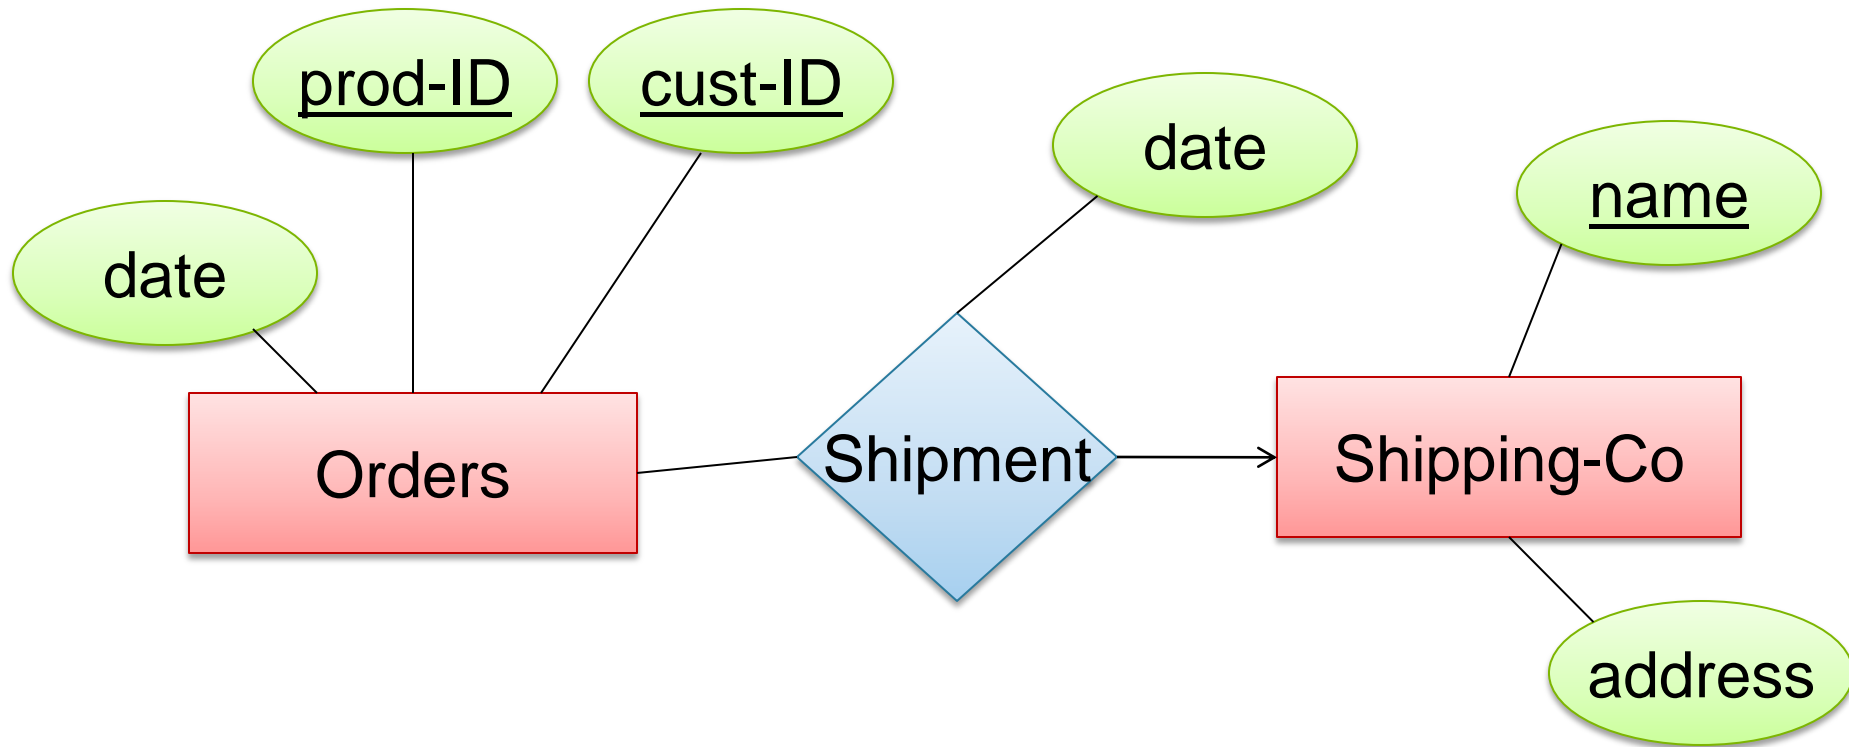 prod-ID
cust-ID
date
name
date
Orders
Shipment
Shipping-Co
address